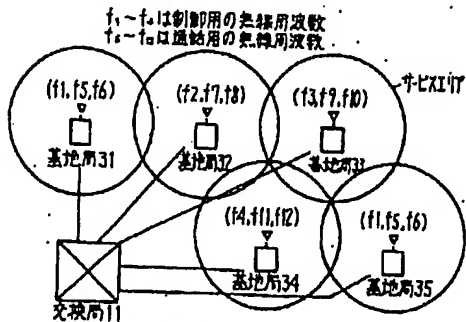 f₁～f₄は制御用の無線周波数
f₅～f₁₂は通話用の無線周波数
サービスエリア
(f1,f5,f6)
(f2,f7,f8)
(f3,f9,f10)
基地局31
基地局32
基地局33
(f4,f11,f12)
(f1,f5,f6)
基地局34
基地局35
交換局11